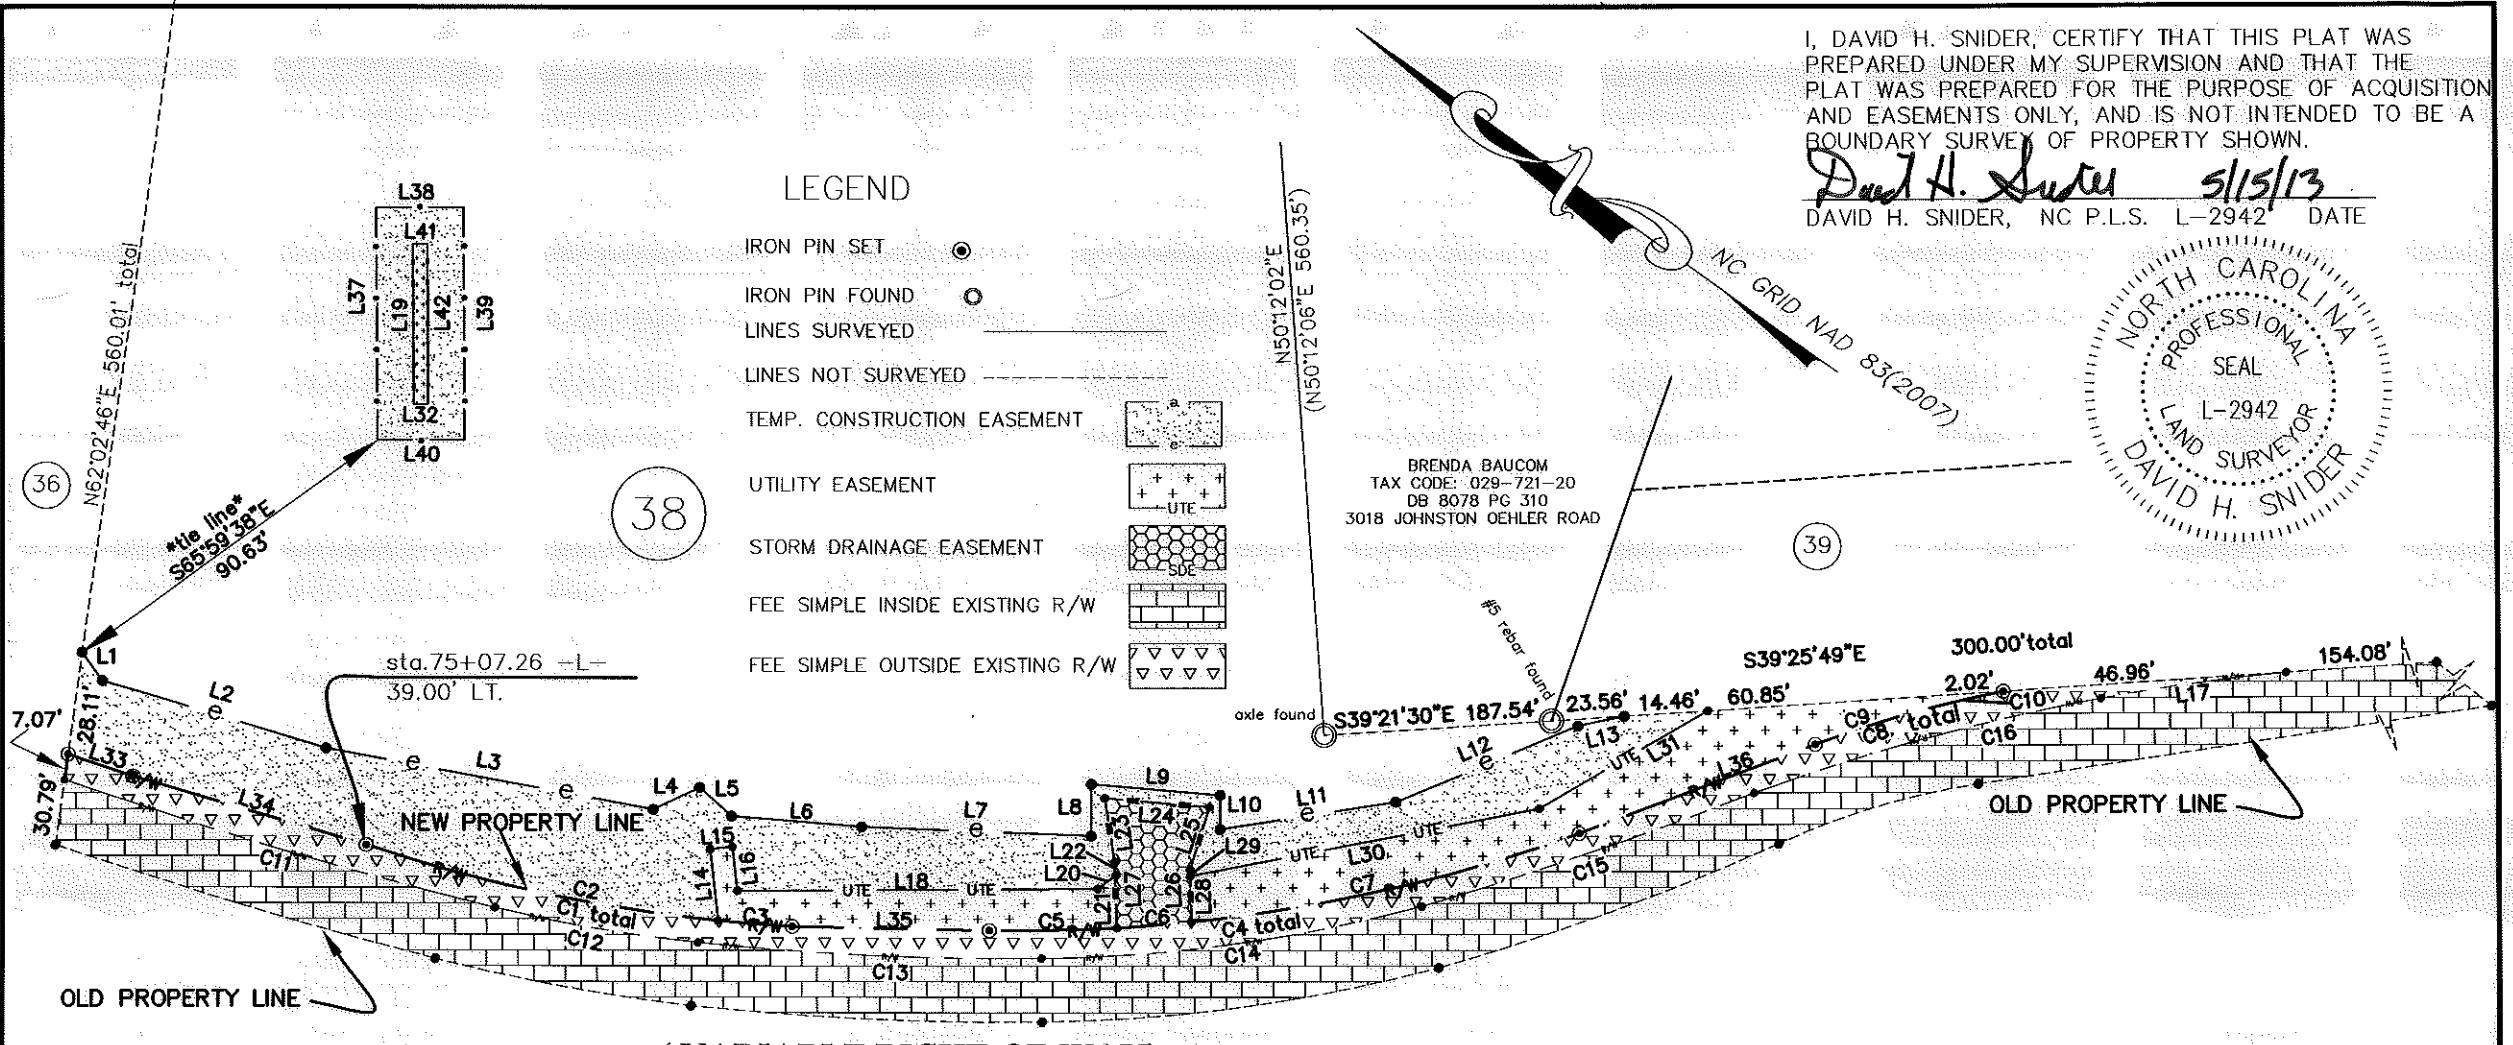 I, DAVID H. SNIDER, CERTIFY THAT THIS PLAT WAS
PREPARED UNDER MY SUPERVISION AND THAT THE
PLAT WAS PREPARED FOR THE PURPOSE OF ACQUISITION
AND EASEMENTS ONLY, AND IS NOT INTENDED TO BE A
BOUNDARY SURVEY OF PROPERTY SHOWN.
David H. Snider 5/15/13
DAVID H. SNIDER, NC P.L.S. L-2942 DATE
NORTH CAROLINA
PROFESSIONAL
SEAL
L-2942
LAND SURVEYOR
DAVID H. SNIDER
NC GRID NAD 83(2007)
LEGEND
IRON PIN SET
IRON PIN FOUND
LINES SURVEYED
LINES NOT SURVEYED
TEMP. CONSTRUCTION EASEMENT
e
e
UTILITY EASEMENT
UTE
STORM DRAINAGE EASEMENT
SDE
FEE SIMPLE INSIDE EXISTING R/W
FEE SIMPLE OUTSIDE EXISTING R/W
N62°02'46"E 560.01' total
L38
L41
L37
L19
L42
L39
L32
L40
36
38
39
*tie line*
S65°59'38"E
90.63'
N50°12'02"E
(N50°12'06"E 560.35')
BRENDA BAUCOM
TAX CODE: 029-721-20
DB 8078 PG 310
3018 JOHNSTON OEHLER ROAD
#5 rebar found
axle found
S39°21'30"E 187.54'
23.56'
14.46'
60.85'
S39°25'49"E
300.00'total
2.02'
46.96'
154.08'
sta.75+07.26 -L-
39.00' LT.
7.07'
28.11'
30.79'
L1
L2
e
L3
e
e
L4
L5
L6
L7
e
L8
L9
L10
L11
e
L12
e
L13
L33
R/W
L34
NEW PROPERTY LINE
L15
L14
L16
UTE
L18
UTE
L22
L20
L21
L23
L24
L25
L27
L26
L28
L29
UTE
L30
UTE
UTE
L31
L36
R/W
C9
C8 total
C10
L17
C16
C11
R/W
C2
C1 total
C12
C3
R/W
L35
C5
R/W
C6
C4 total
C7
R/W
C13
R/W
R/W
C14
C15
OLD PROPERTY LINE
OLD PROPERTY LINE